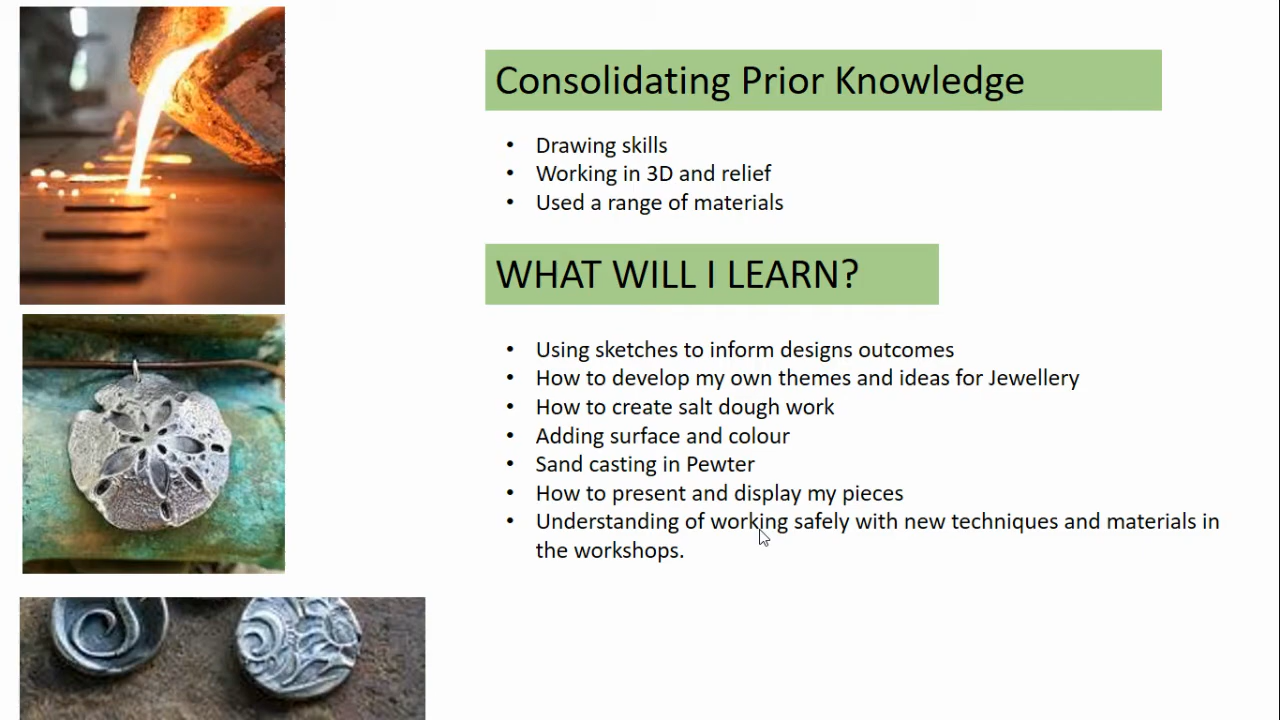 Consolidating Prior Knowledge
• Drawing skills
• Working in 3D and relief
• Used a range of materials
WHAT WILL I LEARN?
• Using sketches to inform designs outcomes
• How to develop my own themes and ideas for Jewellery
• How to create salt dough work
• Adding surface and colour
• Sand casting in Pewter
• How to present and display my pieces
• Understanding of working safely with new techniques and materials in
the workshops.